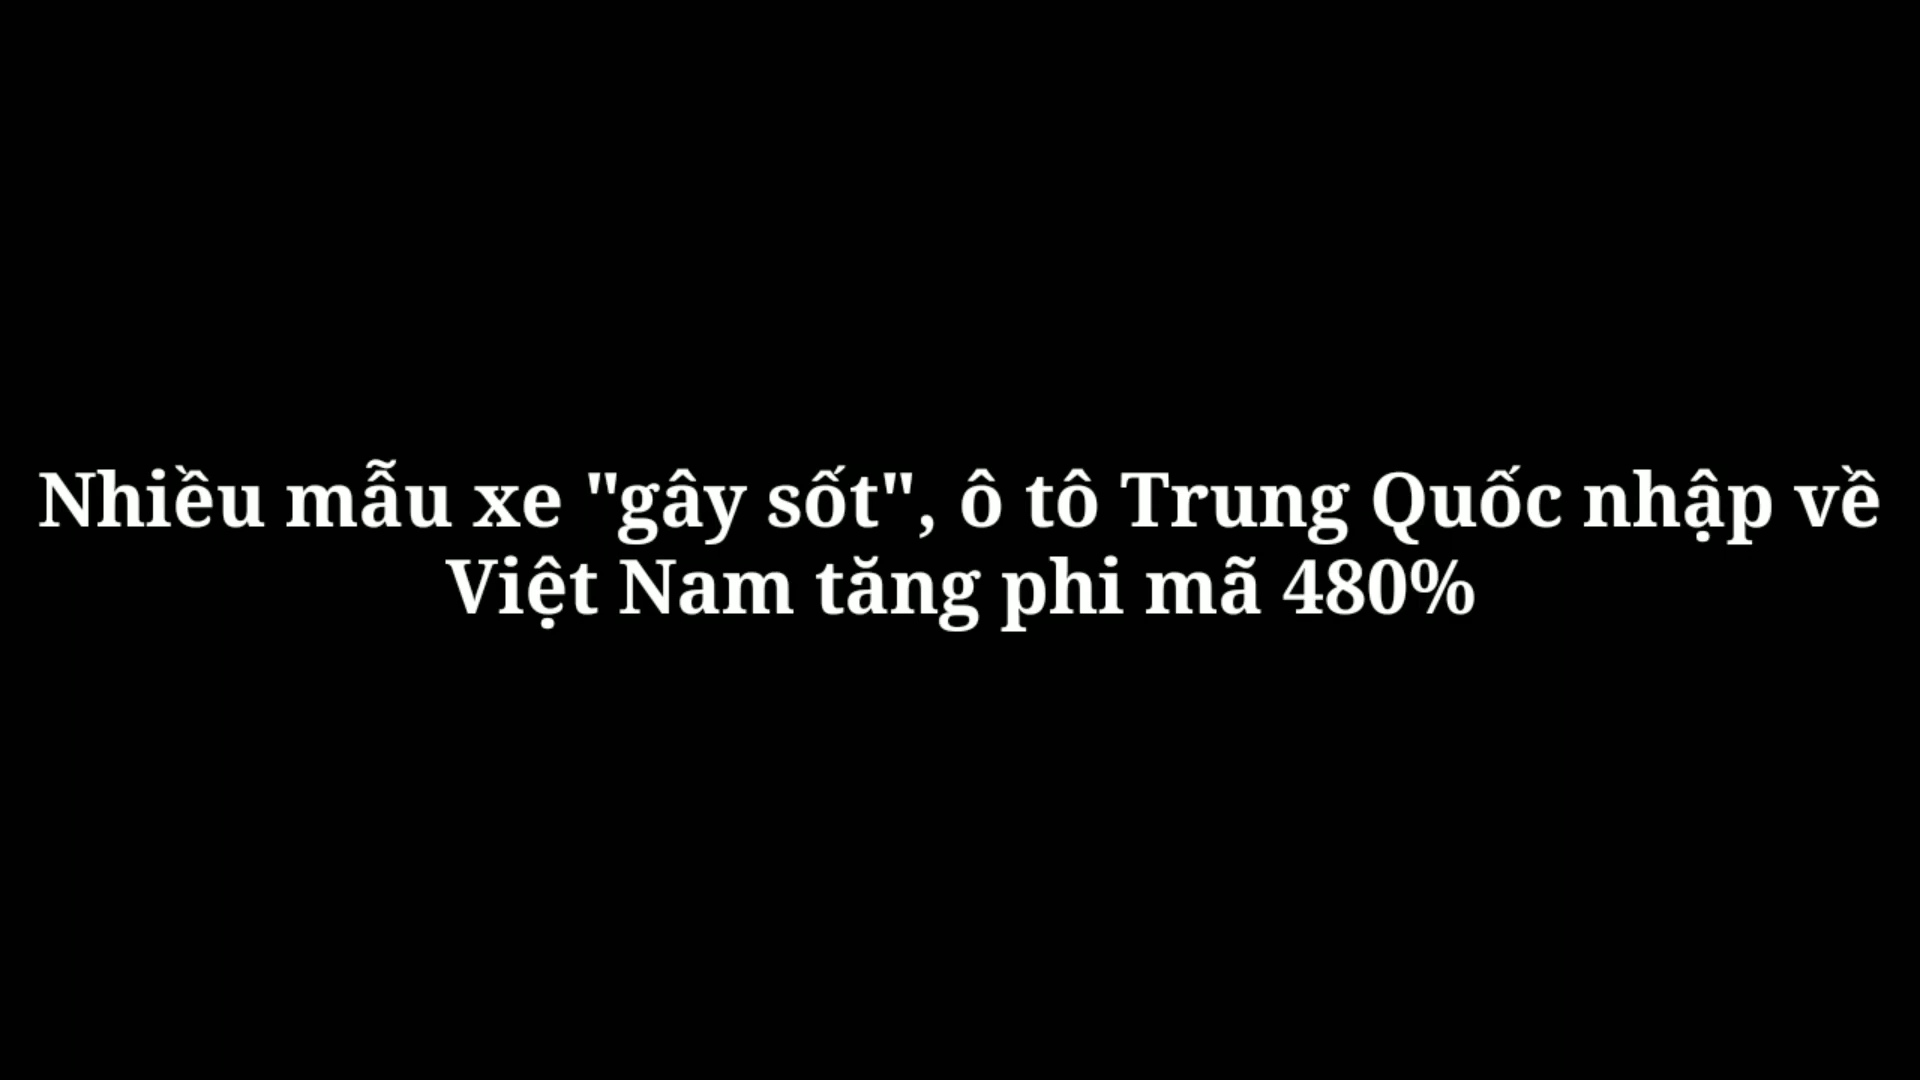 Nhiều mẫu xe "gây sốt", ô tô Trung Quốc nhập về
Việt Nam tăng phi mã 480%